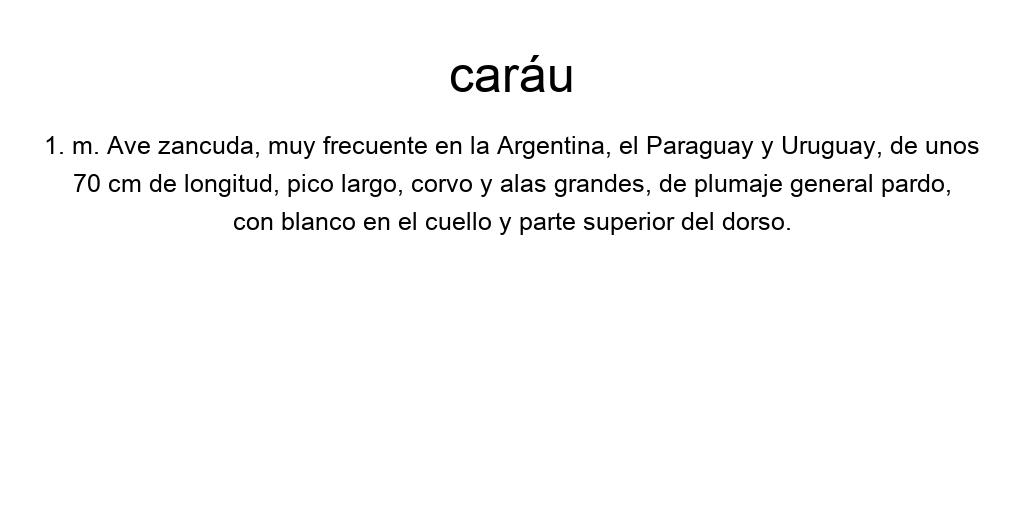 caráu
1. m. Ave zancuda, muy frecuente en la Argentina, el Paraguay y Uruguay, de unos
70 cm de longitud, pico largo, corvo y alas grandes, de plumaje general pardo,
con blanco en el cuello y parte superior del dorso.